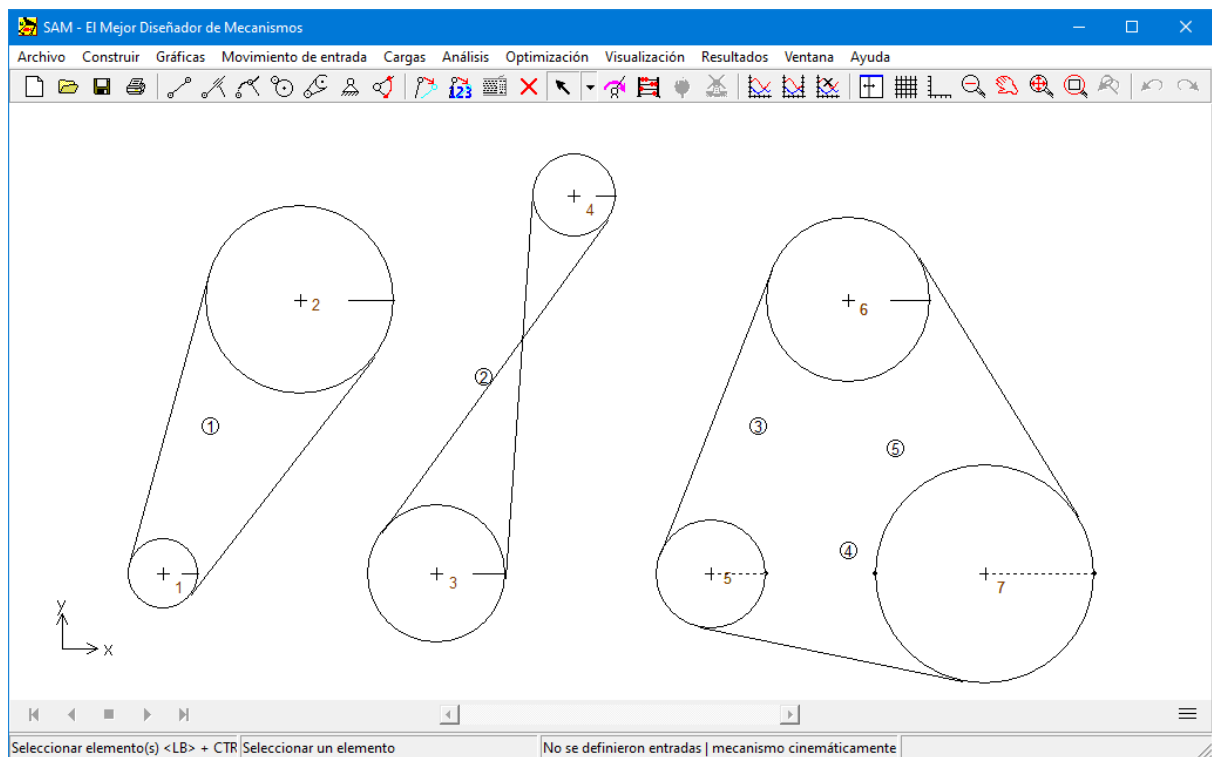 SAM - El Mejor Diseñador de Mecanismos
Archivo Construir Gráficas Movimiento de entrada Cargas Análisis Optimización Visualización Resultados Ventana Ayuda
123
4
2
6
2
1
3
5
4
1
3
5
7
y
x
Seleccionar elemento(s) <LB> + CTR Seleccionar un elemento No se definieron entradas | mecanismo cinemáticamente